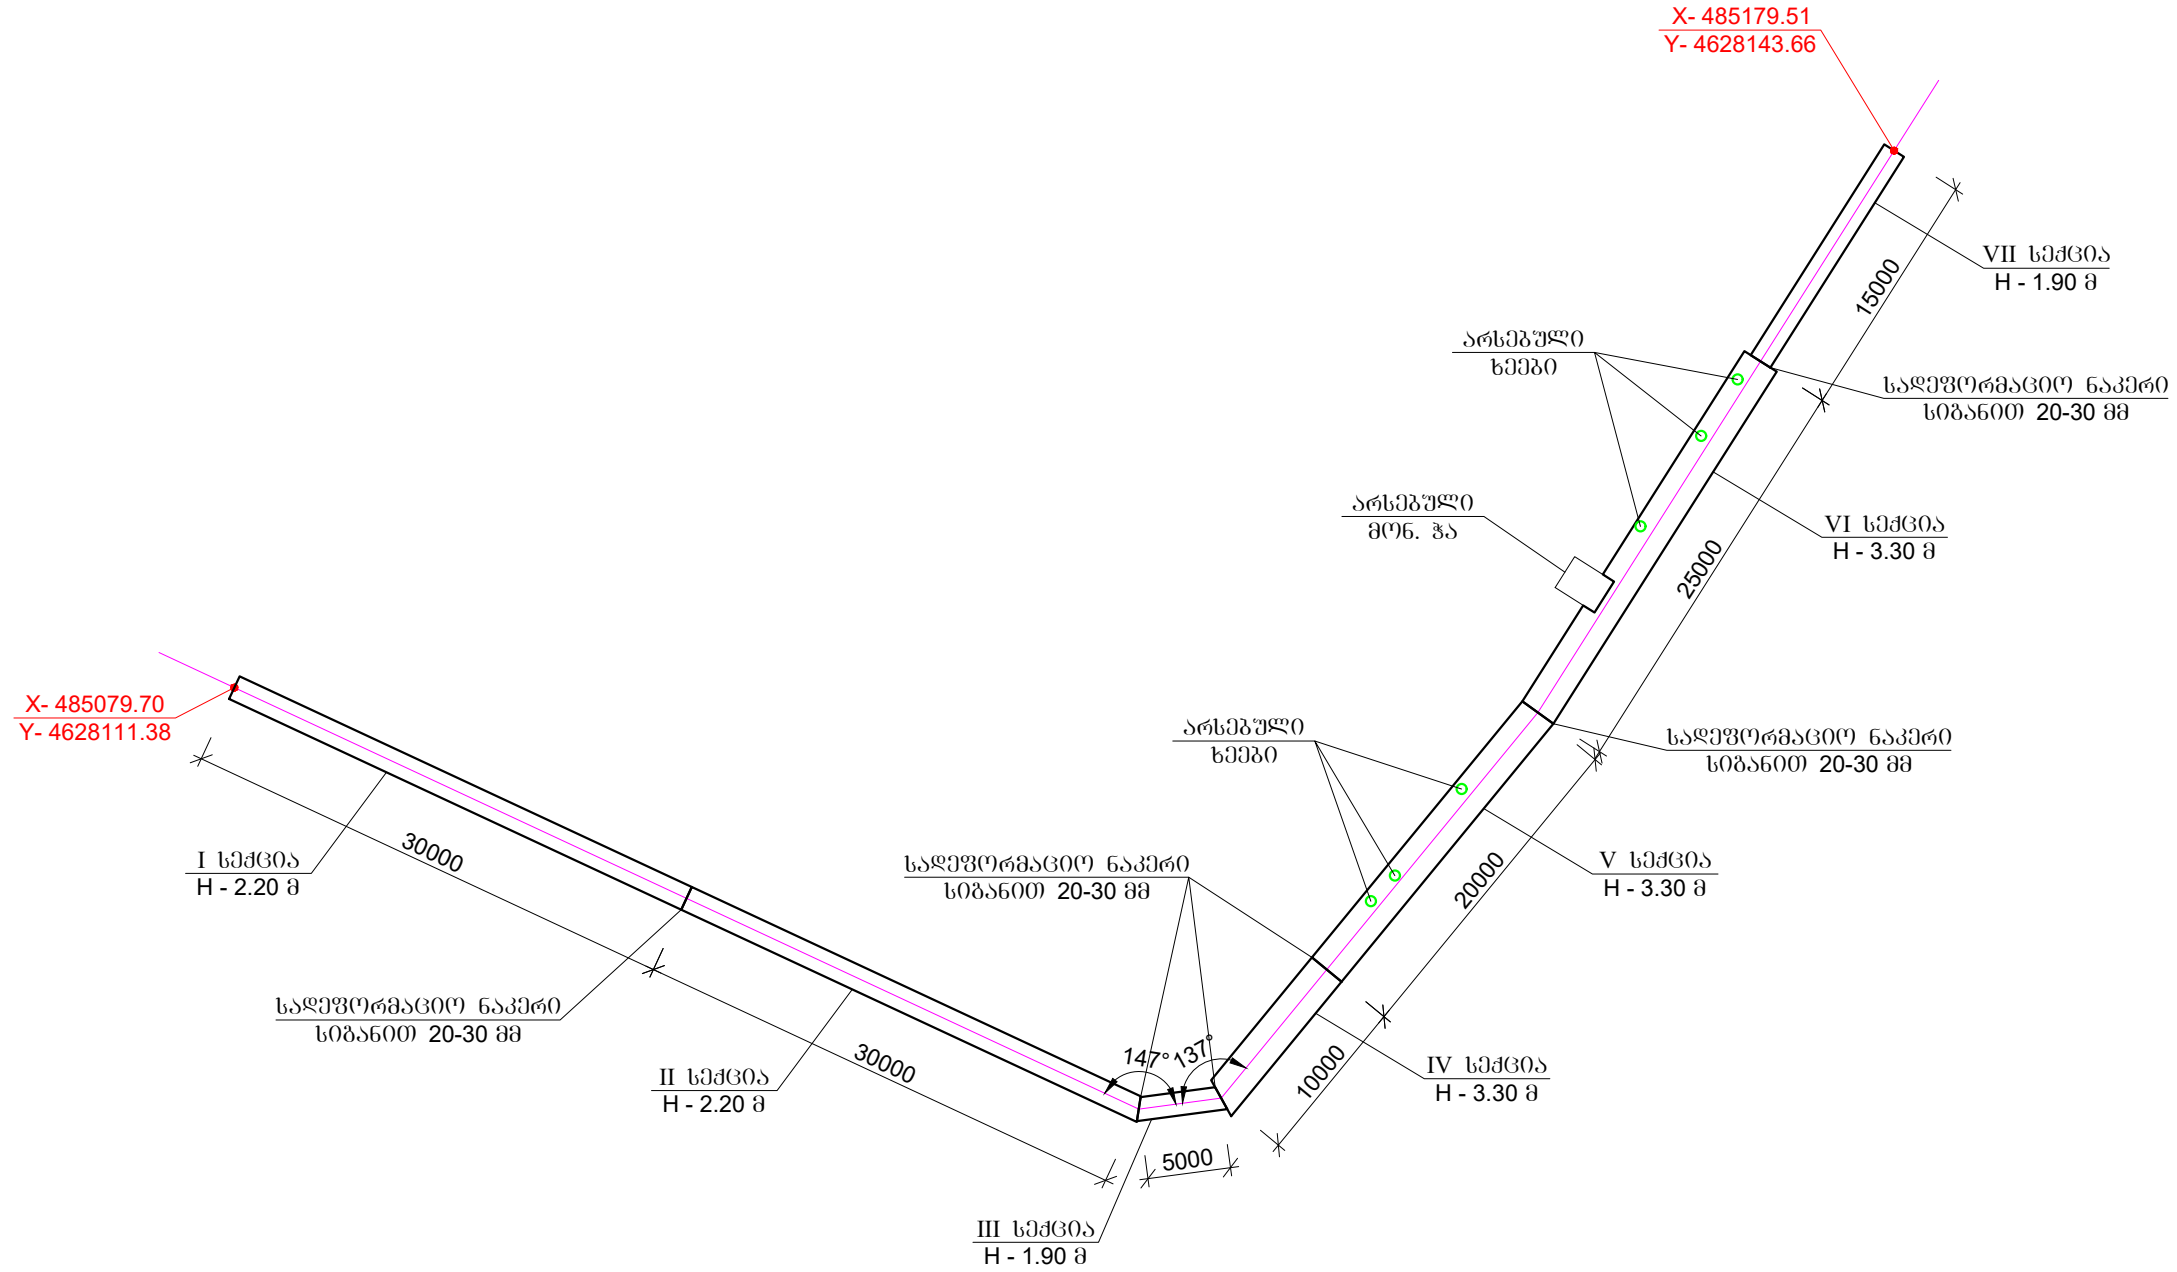 X- 485179.51
Y- 4628143.66
VII სექცია
H - 1.90 მ
15000
არსებული
ხეები
სადეფორმაციო ნაკერი
სიგანით 20-30 მმ
არსებული
მონ. ჭა
VI სექცია
H - 3.30 მ
25000
X- 485079.70
Y- 4628111.38
არსებული
ხეები
სადეფორმაციო ნაკერი
სიგანით 20-30 მმ
I სექცია
H - 2.20 მ
30000
სადეფორმაციო ნაკერი
სიგანით 20-30 მმ
V სექცია
H - 3.30 მ
20000
სადეფორმაციო ნაკერი
სიგანით 20-30 მმ
II სექცია
H - 2.20 მ
30000
147°
137°
10000
IV სექცია
H - 3.30 მ
5000
III სექცია
H - 1.90 მ